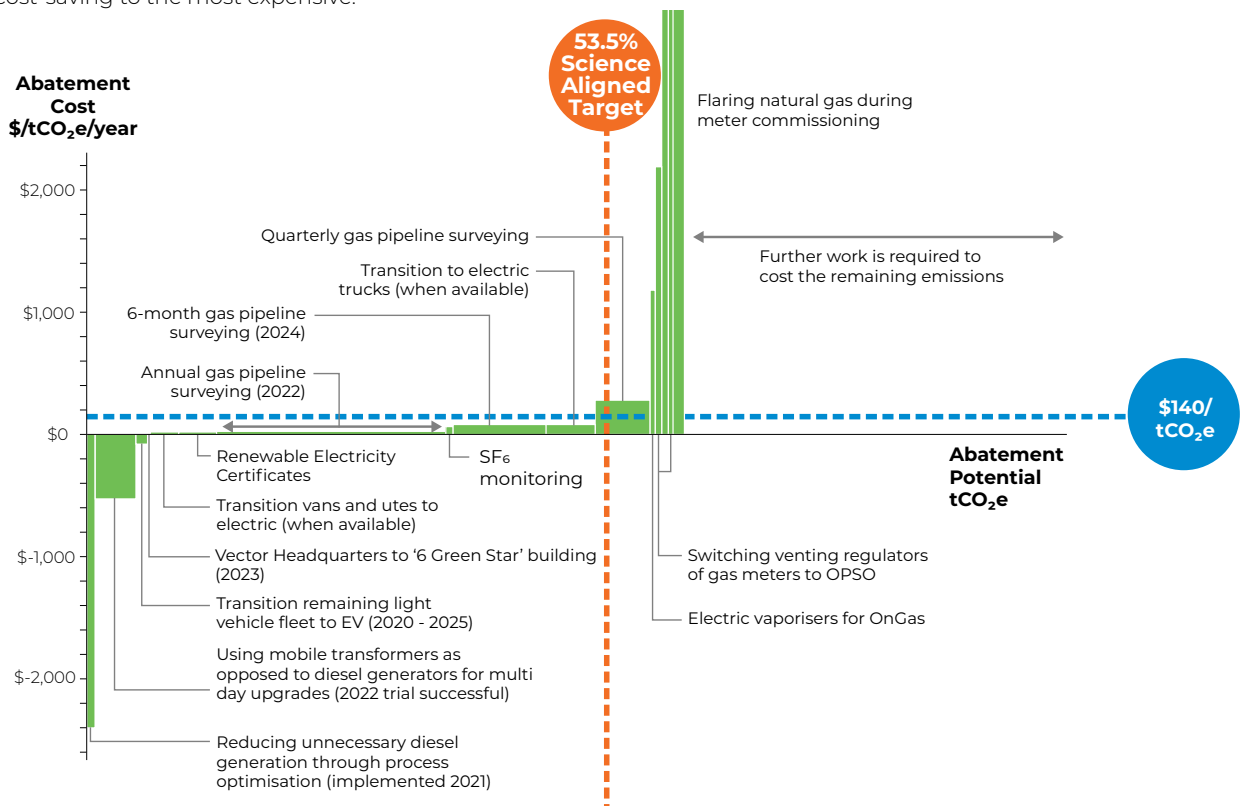 cost-saving to the most expensive.
53.5%
Science
Aligned
Target
Abatement
Cost
$/tCO₂e/year
Flaring natural gas during
meter commissioning
$2,000
Quarterly gas pipeline surveying
Transition to electric
trucks (when available)
Further work is required to
cost the remaining emissions
$1,000
6-month gas pipeline
surveying (2024)
Annual gas pipeline
surveying (2022)
$140/
tCO₂e
$0
Renewable Electricity
Certificates
SF₆
monitoring
Abatement
Potential
tCO₂e
Transition vans and utes to
electric (when available)
$-1,000
Vector Headquarters to ‘6 Green Star’ building
(2023)
Switching venting regulators
of gas meters to OPSO
Transition remaining light
vehicle fleet to EV (2020 - 2025)
Electric vaporisers for OnGas
$-2,000
Using mobile transformers as
opposed to diesel generators for multi
day upgrades (2022 trial successful)
Reducing unnecessary diesel
generation through process
optimisation (implemented 2021)